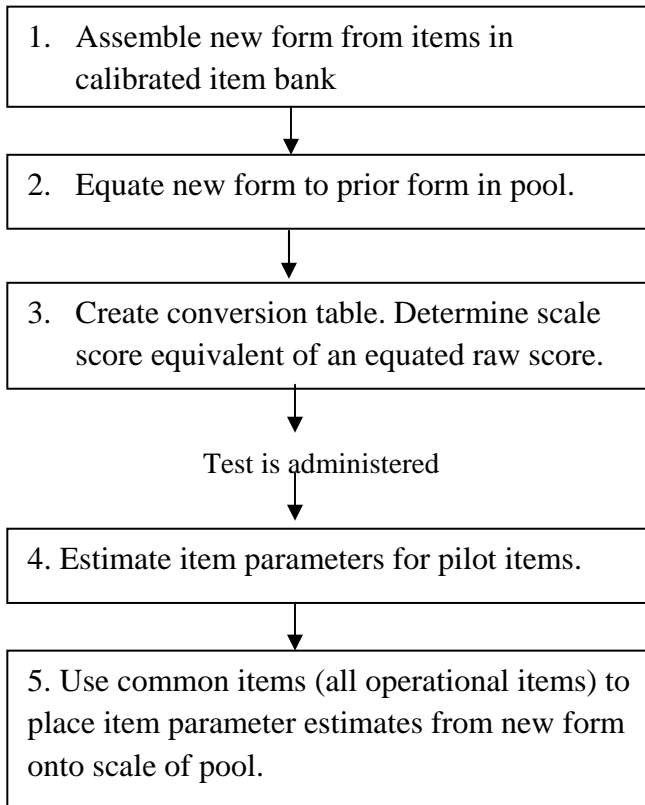 1. Assemble new form from items in
calibrated item bank
2. Equate new form to prior form in pool.
3. Create conversion table. Determine scale
score equivalent of an equated raw score.
Test is administered
4. Estimate item parameters for pilot items.
5. Use common items (all operational items) to
place item parameter estimates from new form
onto scale of pool.